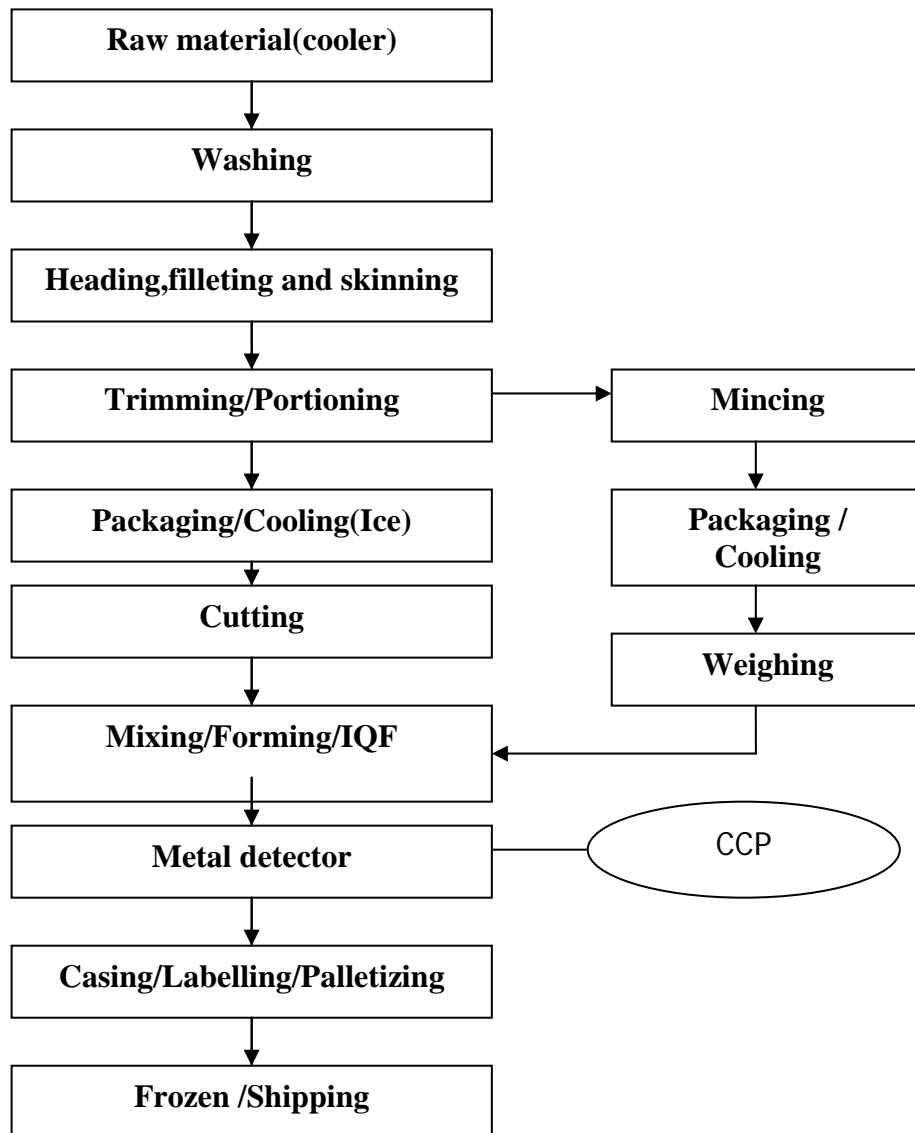 Raw material(cooler)
Washing
Heading,filleting and skinning
Trimming/Portioning
Mincing
Packaging/Cooling(Ice)
Packaging /
Cooling
Cutting
Weighing
Mixing/Forming/IQF
Metal detector
CCP
Casing/Labelling/Palletizing
Frozen /Shipping